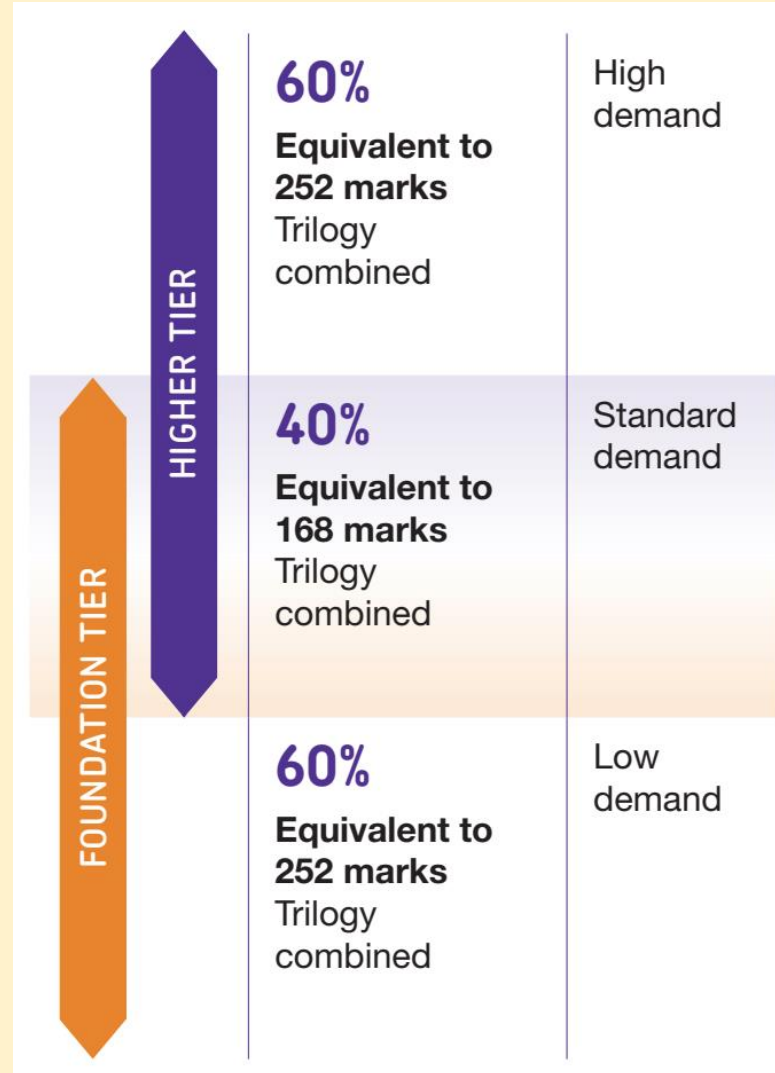 HIGHER TIER
FOUNDATION TIER
60%
Equivalent to
252 marks
Trilogy
combined
High
demand
40%
Equivalent to
168 marks
Trilogy
combined
Standard
demand
60%
Equivalent to
252 marks
Trilogy
combined
Low
demand